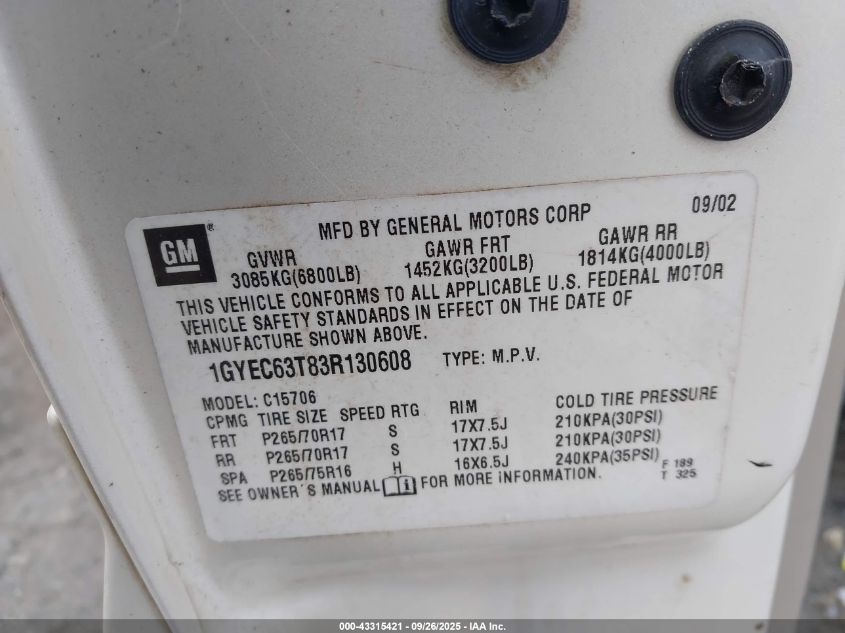 09/02
MFD BY GENERAL MOTORS CORP
GM®
GVWR GAWR FRT GAWR RR
3085KG(6800LB) 1452KG(3200LB) 1814KG(4000LB)
THIS VEHICLE CONFORMS TO ALL APPLICABLE U.S. FEDERAL MOTOR
VEHICLE SAFETY STANDARDS IN EFFECT ON THE DATE OF
MANUFACTURE SHOWN ABOVE.
1GYEC63T83R130608 TYPE: M.P.V.
MODEL: C15706
CPMG TIRE SIZE SPEED RTG RIM COLD TIRE PRESSURE
FRT P265/70R17 S 17X7.5J 210KPA(30PSI)
RR P265/70R17 S 17X7.5J 210KPA(30PSI)
SPA P265/75R16 H 16X6.5J 240KPA(35PSI)
F 189
T 325
SEE OWNER'S MANUAL FOR MORE INFORMATION.
000-43315421 | 09/26/2025 - IAA Inc.